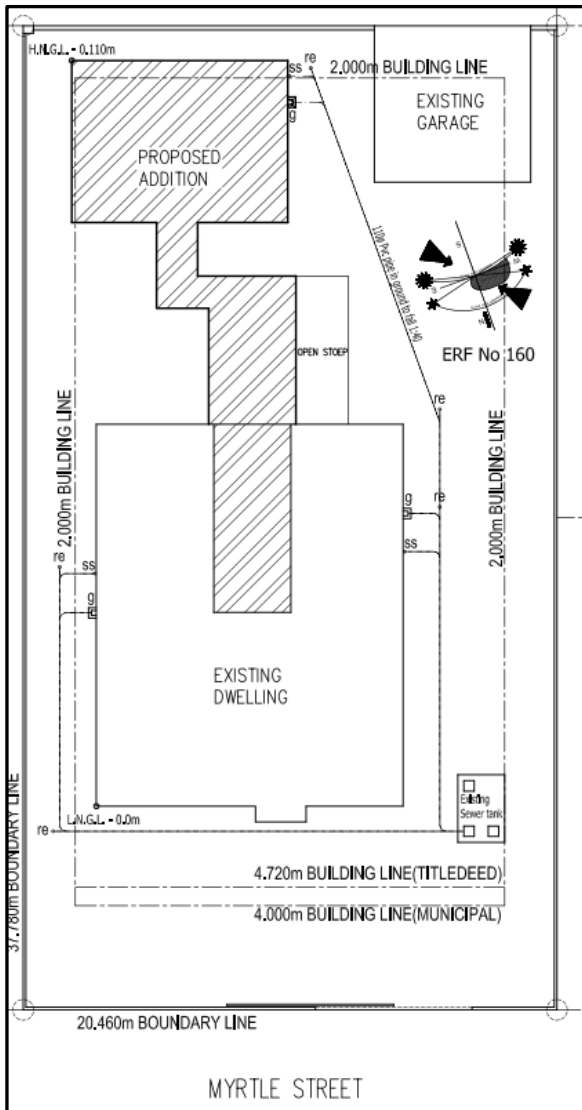 H.N.G.L. - 0.110m
re
ss
2.000m BUILDING LINE
g
EXISTING
GARAGE
PROPOSED
ADDITION
110ø Pvc pipe in ground to fall 1:40
S
N
ERF No 160
OPEN STOEP
re
2.000m BUILDING LINE
2.000m BUILDING LINE
g
re
ss
re
ss
g
EXISTING
DWELLING
Existing
Sewer tank
L.N.G.L. - 0.0m
re
37.780m BOUNDARY LINE
4.720m BUILDING LINE(TITLEDEED)
4.000m BUILDING LINE(MUNICIPAL)
20.460m BOUNDARY LINE
MYRTLE STREET